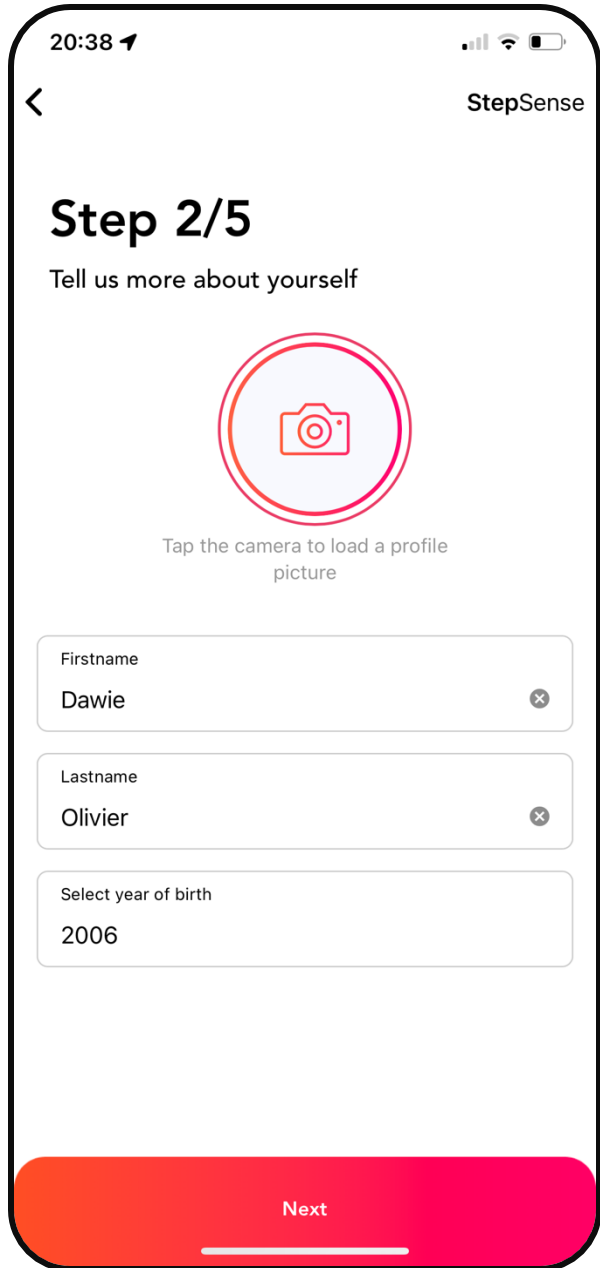 20:38
StepSense
Step 2/5
Tell us more about yourself
Tap the camera to load a profile
picture
Firstname
Dawie
Lastname
Olivier
Select year of birth
2006
Next